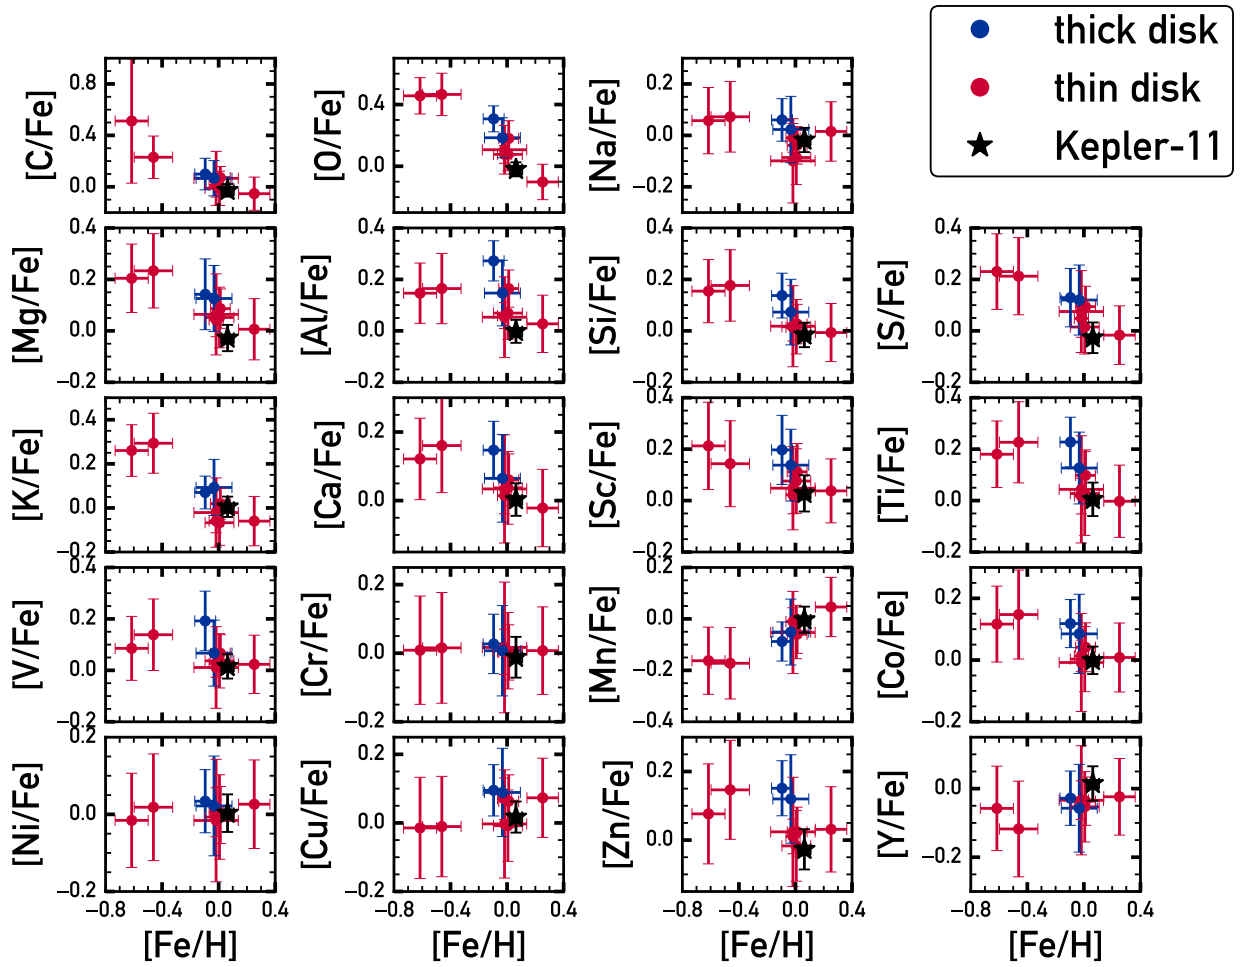 thick disk
thin disk
Kepler-11
[C/Fe]
0.8
0.4
0.0
[O/Fe]
0.4
0.0
[Na/Fe]
0.2
0.0
−0.2
[Mg/Fe]
0.4
0.2
0.0
−0.2
[Al/Fe]
0.4
0.2
0.0
−0.2
[Si/Fe]
0.4
0.2
0.0
−0.2
[S/Fe]
0.4
0.2
0.0
−0.2
[K/Fe]
0.4
0.2
0.0
−0.2
[Ca/Fe]
0.2
0.0
[Sc/Fe]
0.4
0.2
0.0
−0.2
[Ti/Fe]
0.4
0.2
0.0
−0.2
[V/Fe]
0.4
0.2
0.0
−0.2
[Cr/Fe]
0.2
0.0
−0.2
[Mn/Fe]
0.2
0.0
−0.2
−0.4
[Co/Fe]
0.2
0.0
−0.2
[Ni/Fe]
0.2
0.0
−0.2
−0.8 −0.4 0.0 0.4
[Fe/H]
[Cu/Fe]
0.2
0.0
−0.2
−0.8 −0.4 0.0 0.4
[Fe/H]
[Zn/Fe]
0.2
0.0
−0.8 −0.4 0.0 0.4
[Fe/H]
[Y/Fe]
0.0
−0.2
−0.8 −0.4 0.0 0.4
[Fe/H]